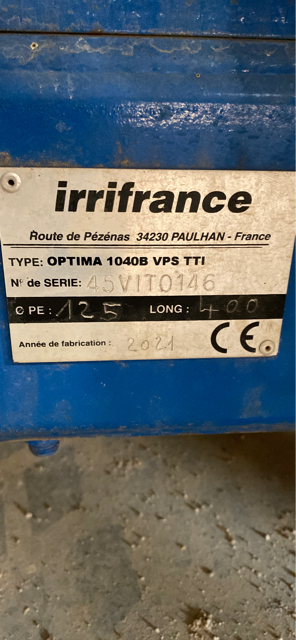 irrifrance
Route de Pézénas 34230 PAULHAN - France
TYPE: OPTIMA 1040B VPS TTI
N° de SERIE: 45VIT0146
Ø PE: 125 LONG: 400
Année de fabrication: 2021 CE